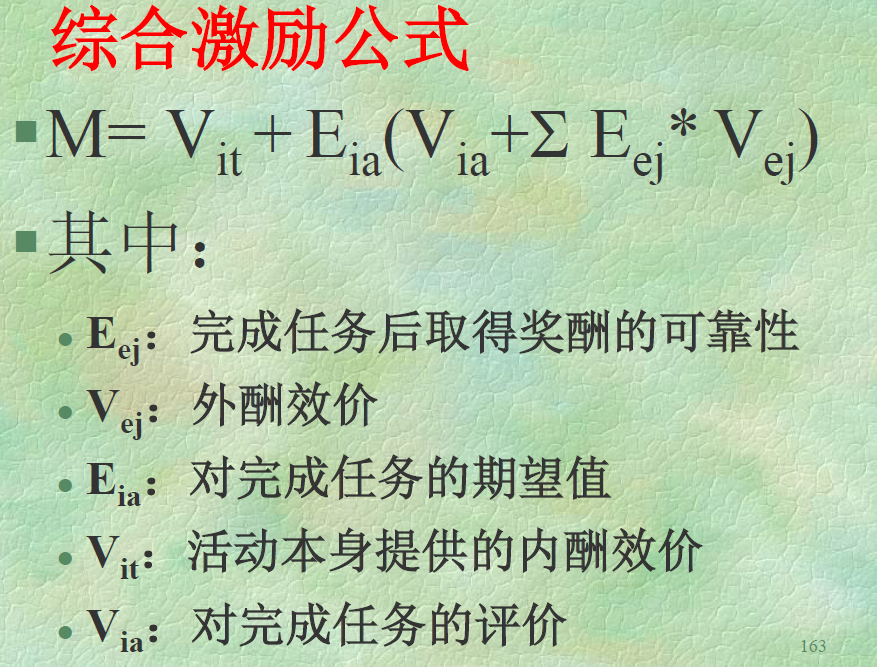 综合激励公式
M= Vit + Eia(Via+Σ Eej* Vej)
其中：
Eej：完成任务后取得奖酬的可靠性
Vej：外酬效价
Eia：对完成任务的期望值
Vit：活动本身提供的内酬效价
Via：对完成任务的评价
163